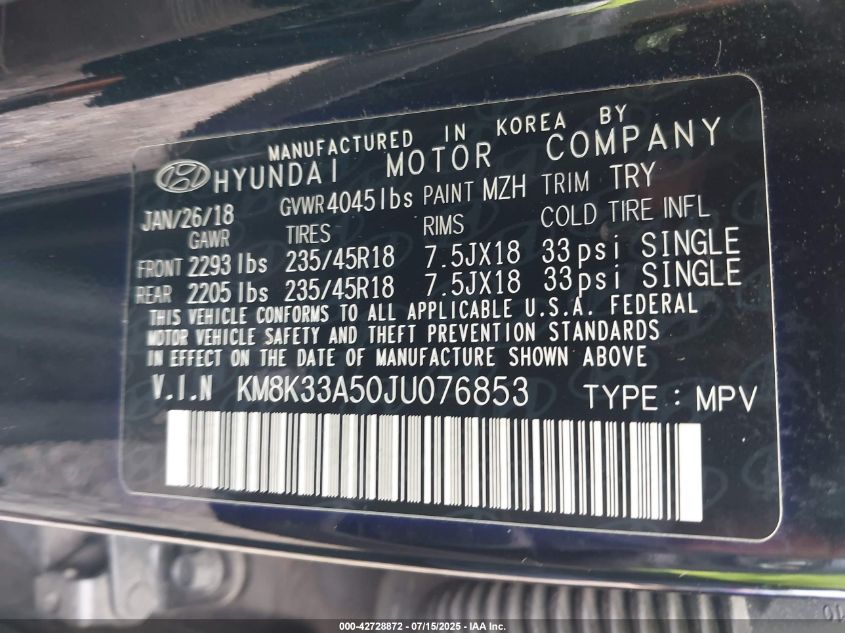 MANUFACTURED IN KOREA BY
HYUNDAI MOTOR COMPANY
JAN/26/18 GVWR 4045lbs PAINT MZH TRIM TRY
GAWR TIRES RIMS COLD TIRE INFL
FRONT 2293 lbs 235/45R18 7.5JX18 33psi SINGLE
REAR 2205 lbs 235/45R18 7.5JX18 33psi SINGLE
THIS VEHICLE CONFORMS TO ALL APPLICABLE U.S.A. FEDERAL
MOTOR VEHICLE SAFETY AND THEFT PREVENTION STANDARDS
IN EFFECT ON THE DATE OF MANUFACTURE SHOWN ABOVE
V.I.N KM8K33A50JU076853 TYPE : MPV
000-42728872 - 07/15/2025 - IAA Inc.